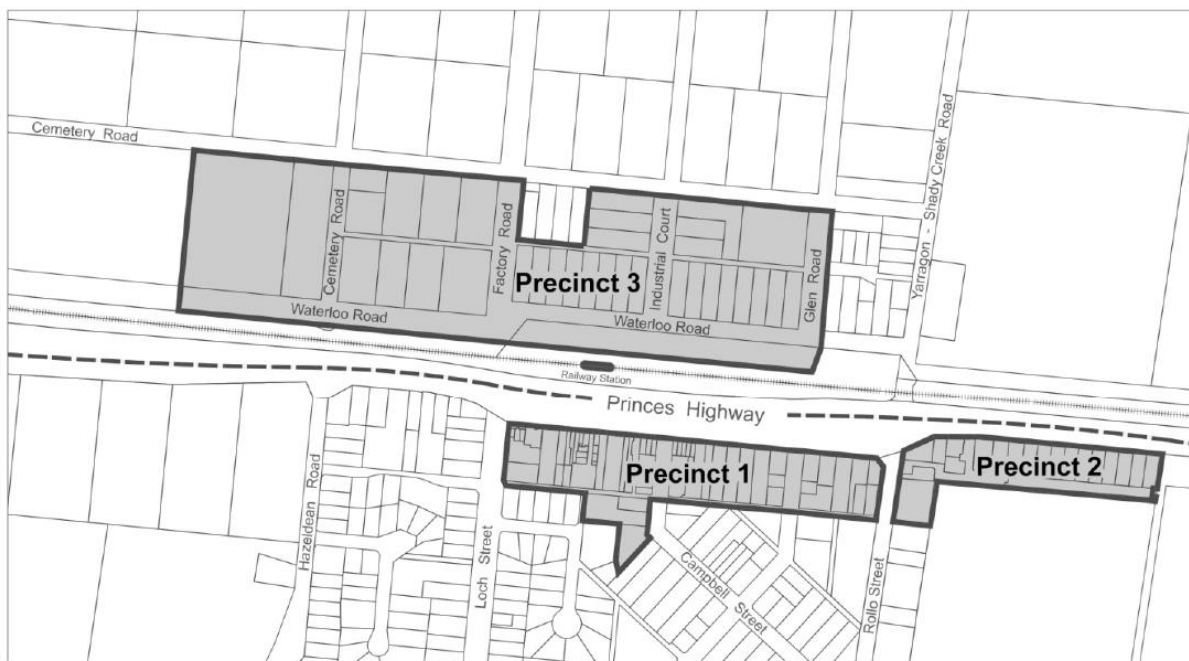 Cemetery Road
Yarragon - Shady Creek Road
Cemetery Road
Factory Road
Industrial Court
Glen Road
Precinct 3
Waterloo Road
Waterloo Road
Railway Station
Princes Highway
Hazeldean Road
Loch Street
Precinct 1
Precinct 2
Campbell Street
Rollo Street